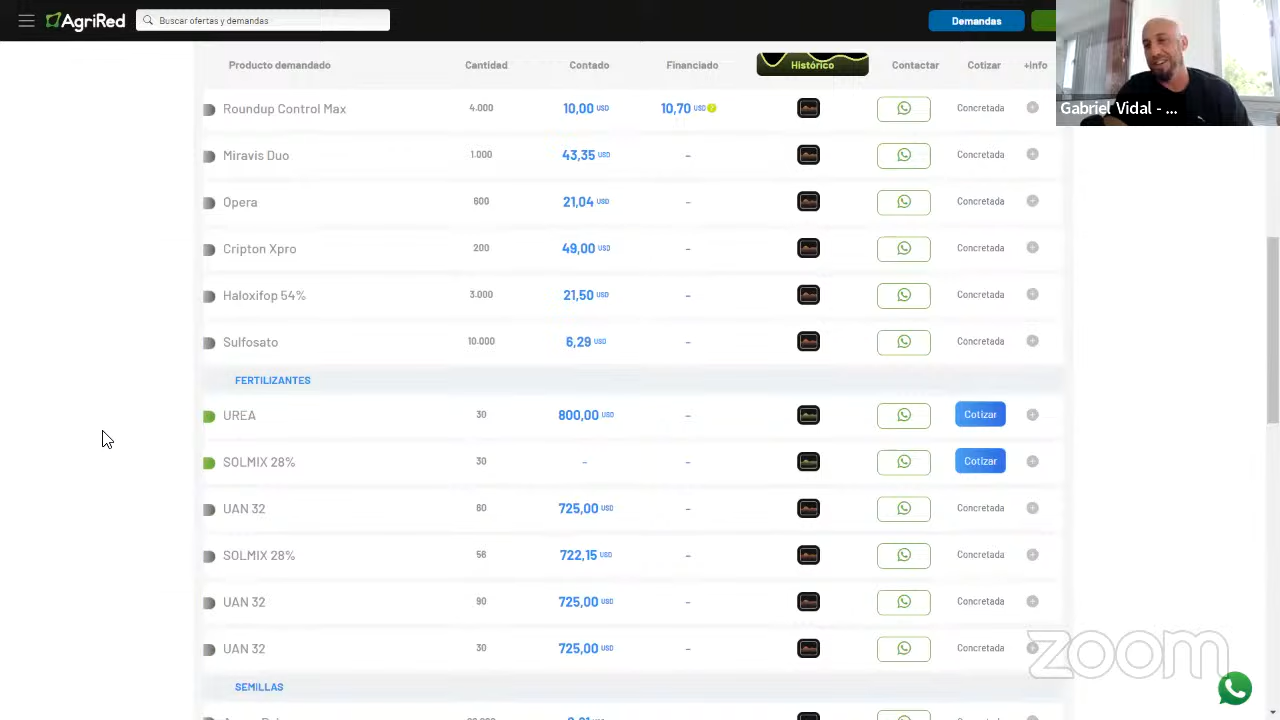 AgriRed Buscar ofertas y demandas Demandas
Producto demandado Cantidad Contado Financiado Histórico Contactar Cotizar +info
Roundup Control Max 4.000 10,00 USD 10,70 USD Concretada
Miravis Duo 1.000 43,35 USD - Concretada
Opera 600 21,04 USD - Concretada
Cripton Xpro 200 49,00 USD - Concretada
Haloxifop 54% 3.000 21,50 USD - Concretada
Sulfosato 10.000 6,29 USD - Concretada
FERTILIZANTES
UREA 30 800,00 USD - Cotizar
SOLMIX 28% 30 - - Cotizar
UAN 32 725,00 USD - Concretada
SOLMIX 28% 722,15 USD - Concretada
UAN 32 90 725,00 USD - Concretada
UAN 32 30 725,00 USD - Concretada
SEMILLAS
Gabriel Vidal - ...
zoom